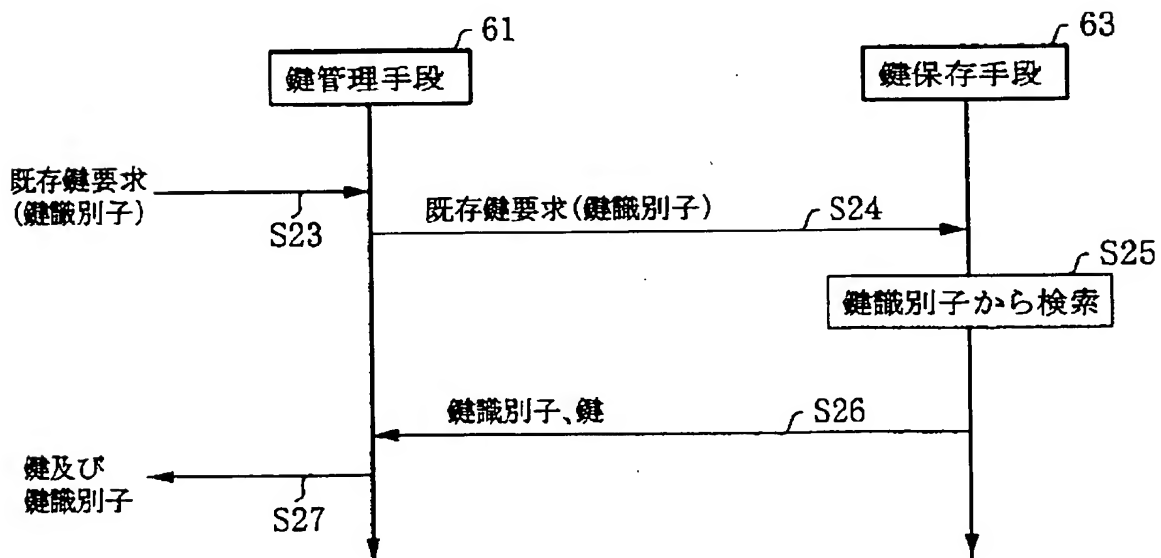 61
63
鍵管理手段
鍵保存手段
既存鍵要求
(鍵識別子)
S23
既存鍵要求(鍵識別子)
S24
S25
鍵識別子から検索
鍵識別子、鍵
S26
鍵及び
鍵識別子
S27